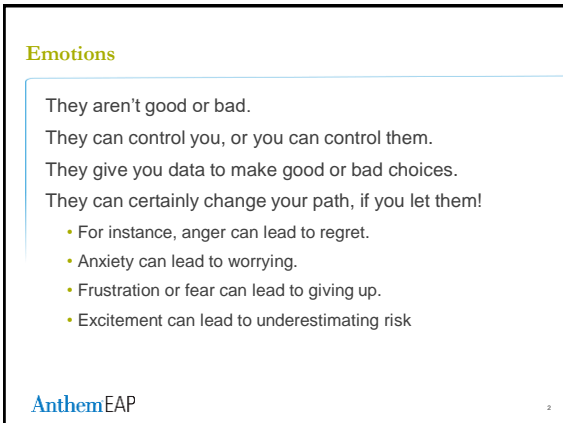 Emotions
They aren’t good or bad.
They can control you, or you can control them.
They give you data to make good or bad choices.
They can certainly change your path, if you let them!
• For instance, anger can lead to regret.
• Anxiety can lead to worrying.
• Frustration or fear can lead to giving up.
• Excitement can lead to underestimating risk
Anthem EAP
2